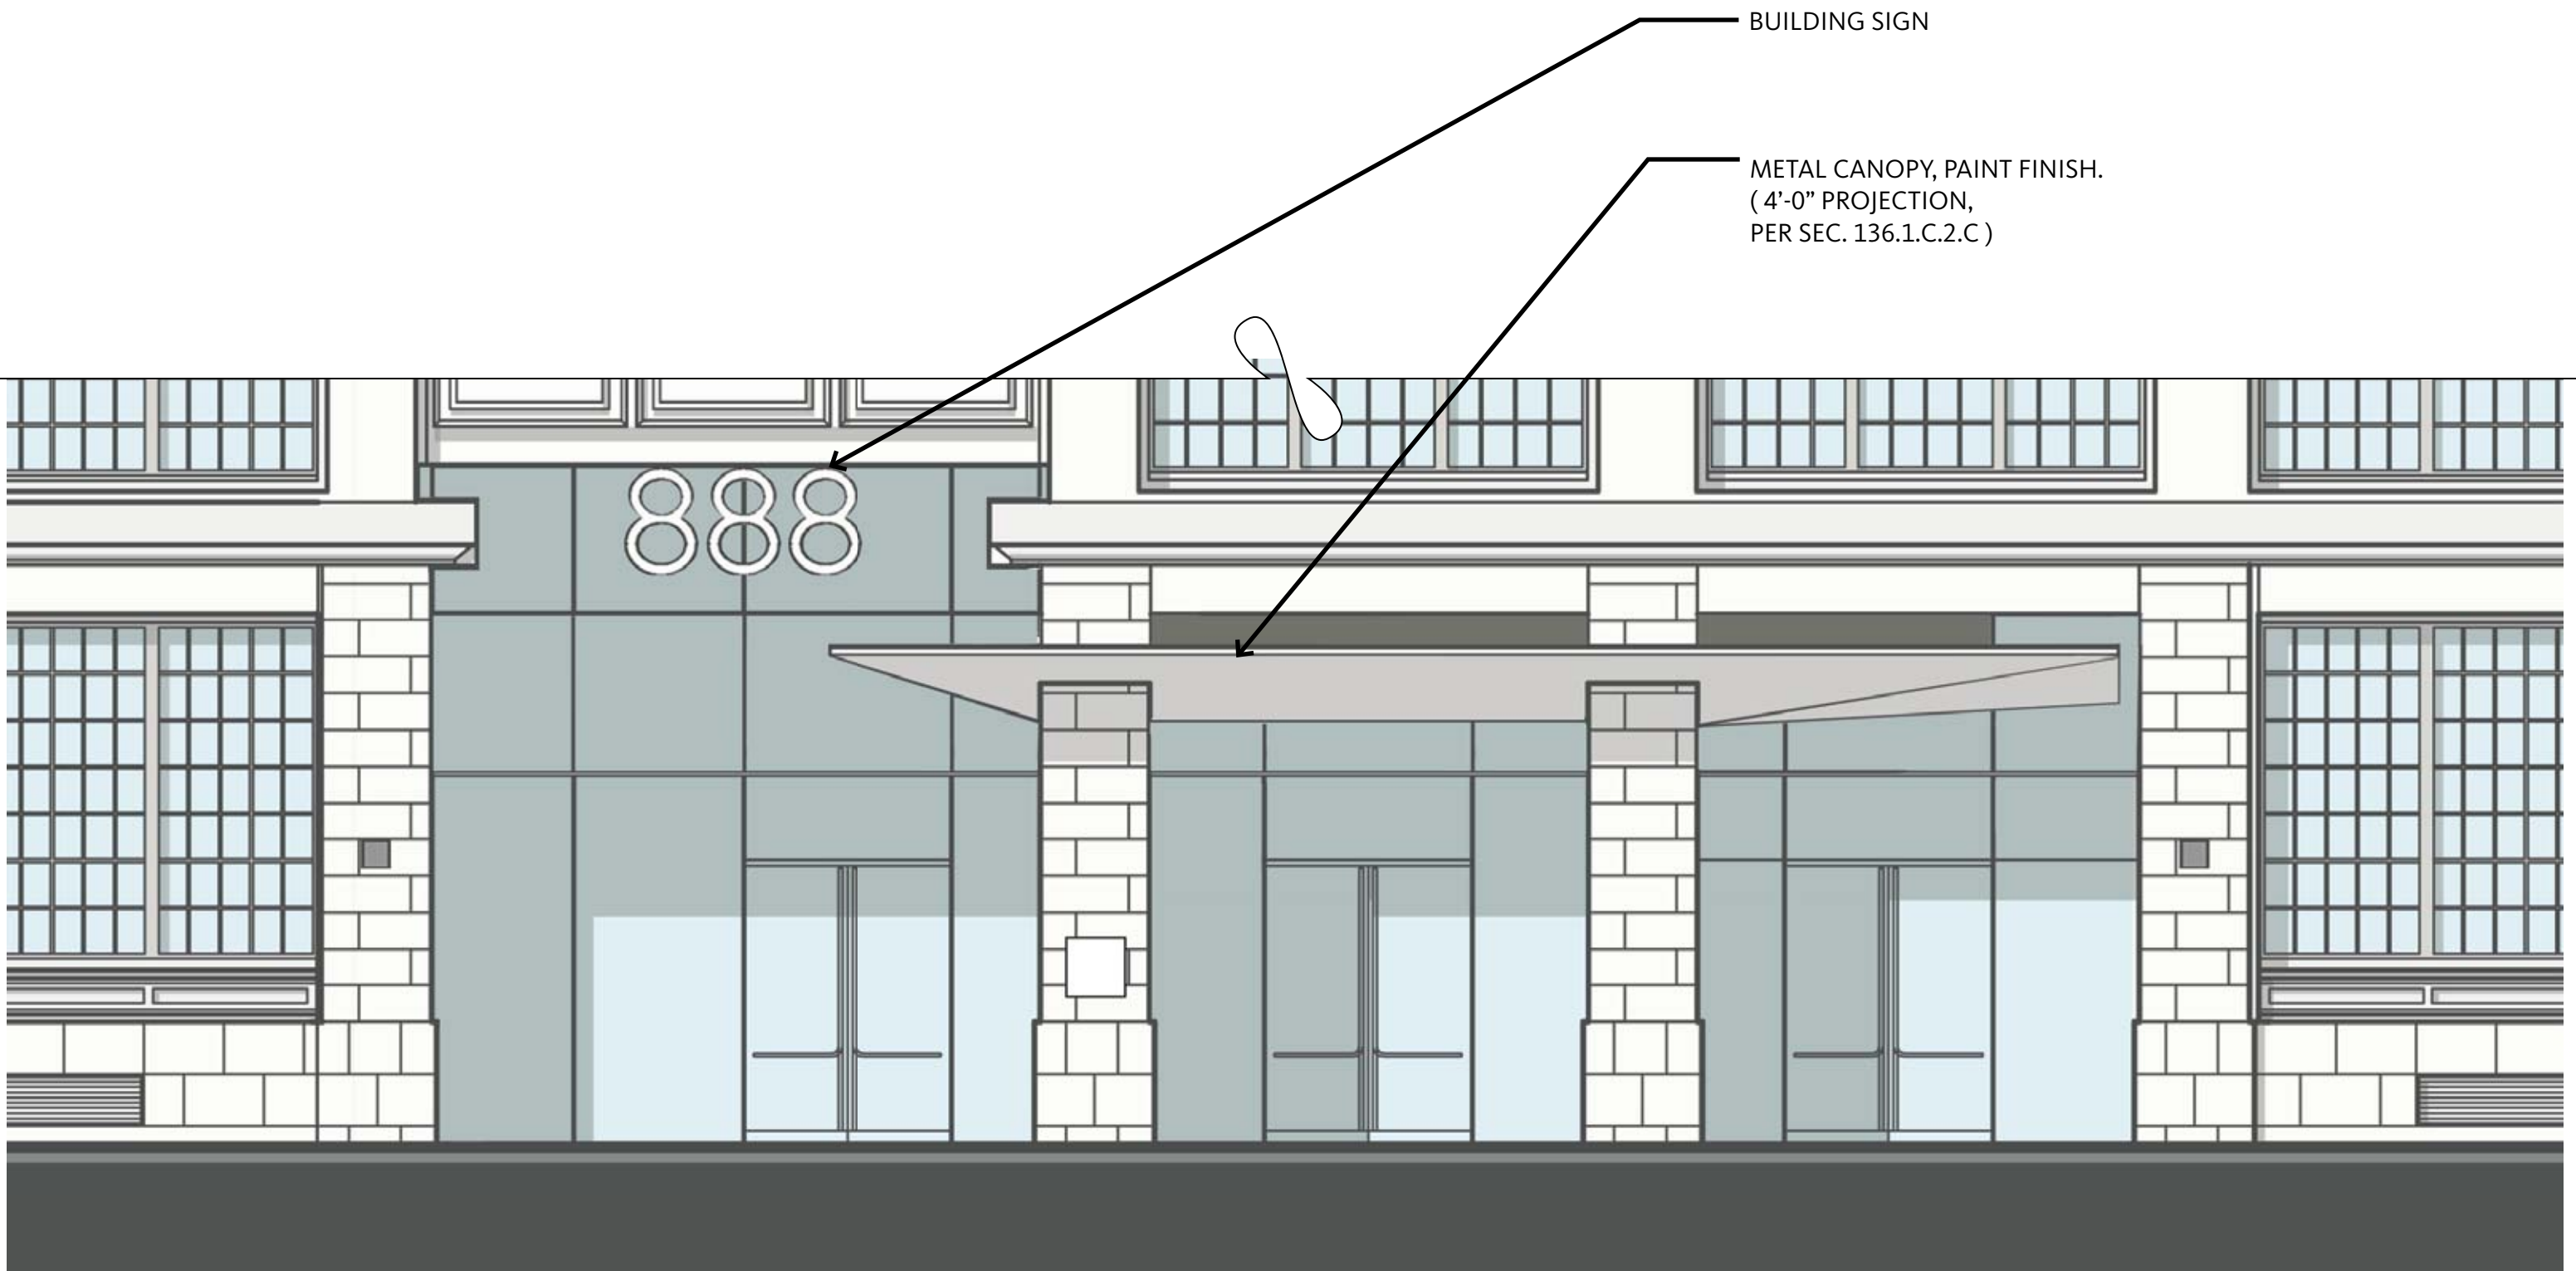 BUILDING SIGN
METAL CANOPY, PAINT FINISH.
( 4’-0” PROJECTION,
PER SEC. 136.1.C.2.C )
888